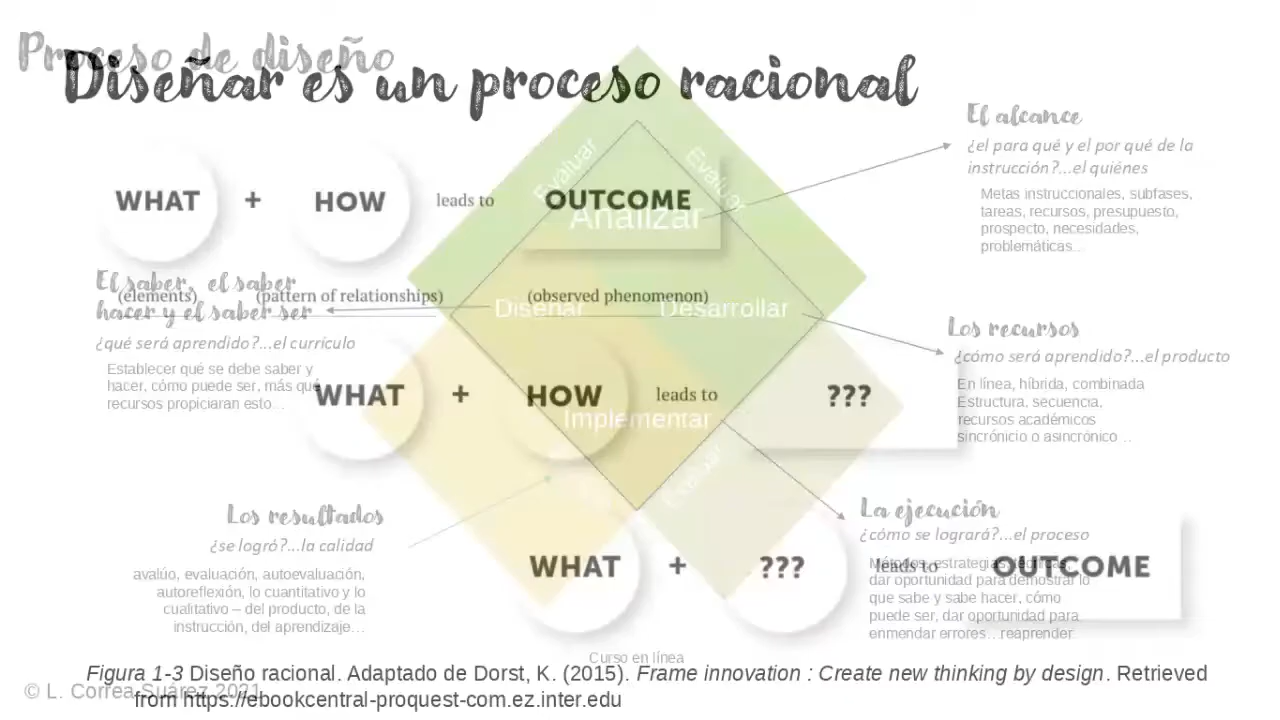 Proceso de diseño
Diseñar es un proceso racional
WHAT + HOW leads to OUTCOME
(elements) (pattern of relationships) (observed phenomenon)
WHAT + HOW leads to ???
WHAT + ??? leads to OUTCOME
Evaluar
Evaluar
Analizar
Diseñar
Desarrollar
Implementar
Evaluar
El alcance
¿el para qué y el por qué de la
instrucción?...el quiénes
Metas instruccionales, subfases,
tareas, recursos, presupuesto,
prospecto, necesidades,
problemáticas...
El saber, el saber
hacer y el saber ser
¿qué será aprendido?...el currículo
Establecer qué se debe saber y
hacer, cómo puede ser, más qué
recursos propiciaran esto...
Los recursos
¿cómo será aprendido?...el producto
En línea, híbrida, combinada
Estructura, secuencia,
recursos académicos
sincrónicio o asincrónico ...
Los resultados
¿se logró?...la calidad
avalúo, evaluación, autoevaluación,
autoreflexión, lo cuantitativo y lo
cualitativo – del producto, de la
instrucción, del aprendizaje...
La ejecución
¿cómo se logrará?...el proceso
Métodos, estrategias, técnicas,
dar oportunidad para demostrar lo
que sabe y sabe hacer, cómo
puede ser, dar oportunidad para
enmendar errores...reaprender
Curso en línea
Figura 1-3 Diseño racional. Adaptado de Dorst, K. (2015). Frame innovation : Create new thinking by design. Retrieved
from https://ebookcentral-proquest-com.ez.inter.edu
© L. Correa Suárez 2021